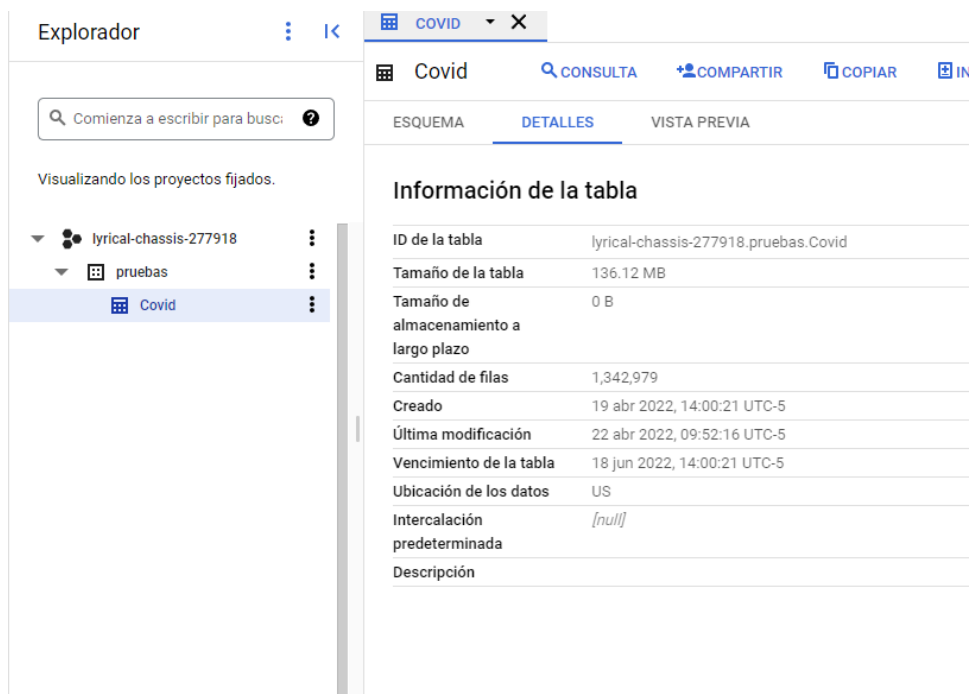 Explorador
COVID
Covid
CONSULTA
COMPARTIR
COPIAR
IN
Comienza a escribir para busc
ESQUEMA
DETALLES
VISTA PREVIA
Visualizando los proyectos fijados.
lyrical-chassis-277918
pruebas
Covid
Información de la tabla
ID de la tabla lyrical-chassis-277918.pruebas.Covid
Tamaño de la tabla 136.12 MB
Tamaño de 0 B
almacenamiento a
largo plazo
Cantidad de filas 1,342,979
Creado 19 abr 2022, 14:00:21 UTC-5
Última modificación 22 abr 2022, 09:52:16 UTC-5
Vencimiento de la tabla 18 jun 2022, 14:00:21 UTC-5
Ubicación de los datos US
Intercalación [null]
predeterminada
Descripción